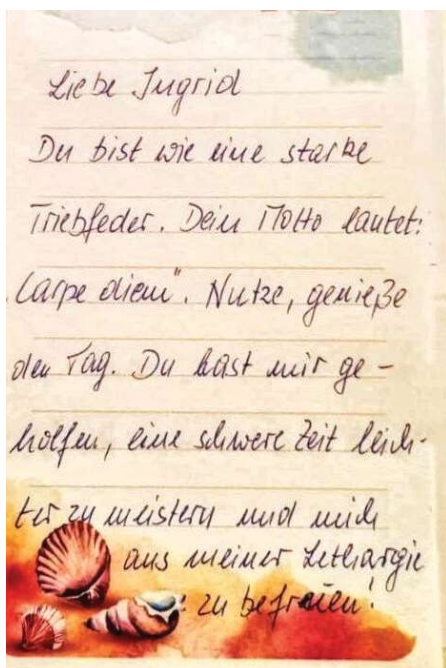 Liebe Ingrid
Du bist wie eine starke
Triebfeder. Dein Motto lautet:
Carpe diem". Nutze, genieße
den Tag. Du hast mir ge-
holfen, eine schwere Zeit leich-
ter zu meistern und mich
aus meiner Lethargie
zu befreien!